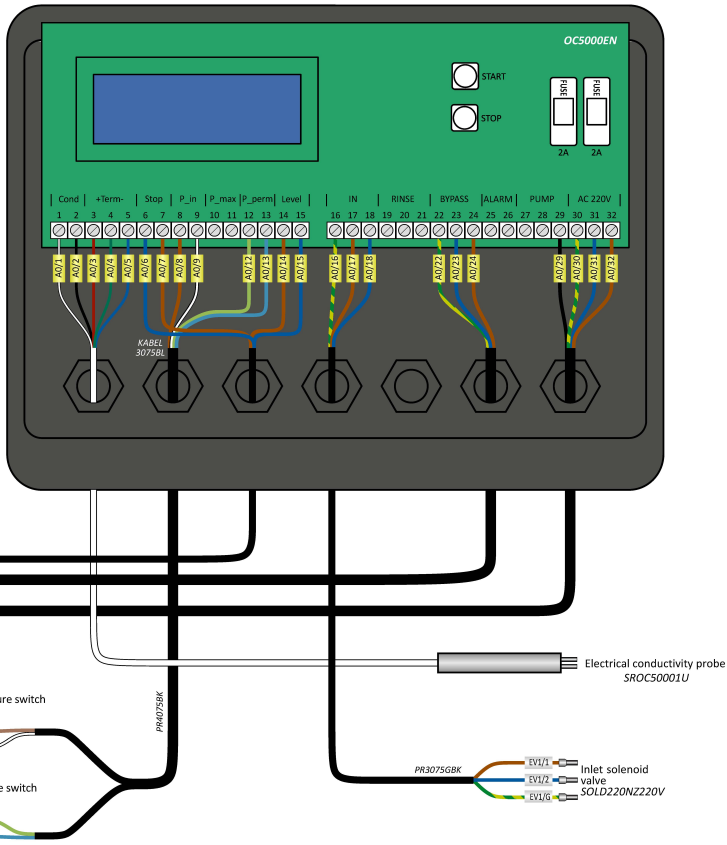 OC5000EN
START
STOP
FUSE
FUSE
2A
2A
Cond +Term- Stop P_in P_max P_perm Level IN RINSE BYPASS ALARM PUMP AC 220V
1 2 3 4 5 6 7 8 9 10 11 12 13 14 15 16 17 18 19 20 21 22 23 24 25 26 27 28 29 30 31 32
A0/1 A0/2 A0/3 A0/4 A0/5 A0/6 A0/7 A0/8 A0/9 A0/12 A0/13 A0/14 A0/15 A0/16 A0/17 A0/18 A0/22 A0/23 A0/24 A0/29 A0/30 A0/31 A0/32
KABEL
3075BL
Electrical conductivity probe
SROC50001U
ure switch
PR4075BK
e switch
PR3075GBK
EV1/1
EV1/2
EV1/G
Inlet solenoid
valve
SOLD220NZ220V